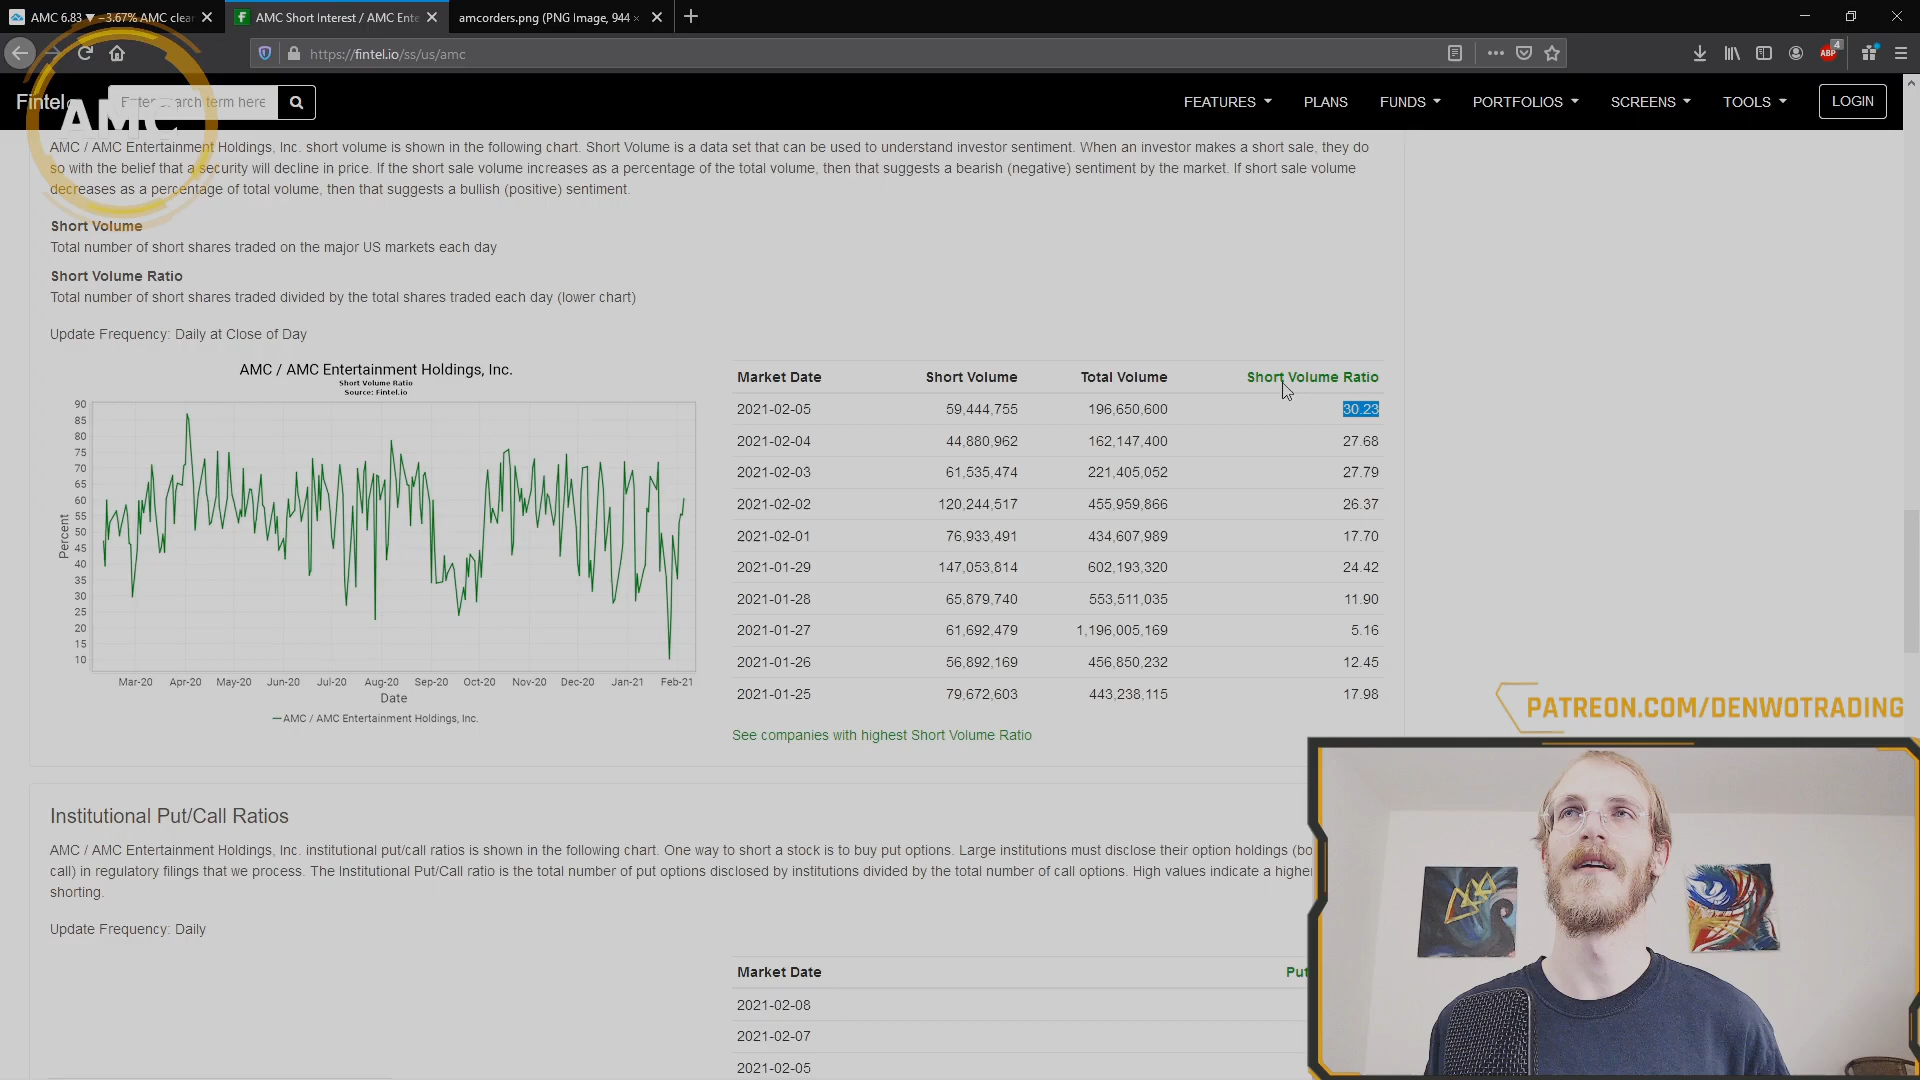 AMC 6.83 ▼ −3.67% AMC clea
AMC Short Interest / AMC Ente
amcorders.png (PNG Image, 944 ×
https://fintel.io/ss/us/amc
ABP
4
Fintel
Enter search term here
FEATURES
PLANS
FUNDS
PORTFOLIOS
SCREENS
TOOLS
LOGIN
AMC
AMC / AMC Entertainment Holdings, Inc. short volume is shown in the following chart. Short Volume is a data set that can be used to understand investor sentiment. When an investor makes a short sale, they do
so with the belief that a security will decline in price. If the short sale volume increases as a percentage of the total volume, then that suggests a bearish (negative) sentiment by the market. If short sale volume
decreases as a percentage of total volume, then that suggests a bullish (positive) sentiment.
Short Volume
Total number of short shares traded on the major US markets each day
Short Volume Ratio
Total number of short shares traded divided by the total shares traded each day (lower chart)
Update Frequency: Daily at Close of Day
AMC / AMC Entertainment Holdings, Inc.
Short Volume Ratio
Source: Fintel.io
90
85
80
75
70
65
60
55
50
45
40
35
30
25
20
15
10
Percent
Mar-20 Apr-20 May-20 Jun-20 Jul-20 Aug-20 Sep-20 Oct-20 Nov-20 Dec-20 Jan-21 Feb-21
Date
AMC / AMC Entertainment Holdings, Inc.
Market Date Short Volume Total Volume Short Volume Ratio
2021-02-05 59,444,755 196,650,600 30.23
2021-02-04 44,880,962 162,147,400 27.68
2021-02-03 61,535,474 221,405,052 27.79
2021-02-02 120,244,517 455,959,866 26.37
2021-02-01 76,933,491 434,607,989 17.70
2021-01-29 147,053,814 602,193,320 24.42
2021-01-28 65,879,740 553,511,035 11.90
2021-01-27 61,692,479 1,196,005,169 5.16
2021-01-26 56,892,169 456,850,232 12.45
2021-01-25 79,672,603 443,238,115 17.98
See companies with highest Short Volume Ratio
PATREON.COM/DENWOTRADING
Institutional Put/Call Ratios
AMC / AMC Entertainment Holdings, Inc. institutional put/call ratios is shown in the following chart. One way to short a stock is to buy put options. Large institutions must disclose their option holdings (bo
call) in regulatory filings that we process. The Institutional Put/Call ratio is the total number of put options disclosed by institutions divided by the total number of call options. High values indicate a higher
shorting.
Update Frequency: Daily
Market Date Put
2021-02-08
2021-02-07
2021-02-05